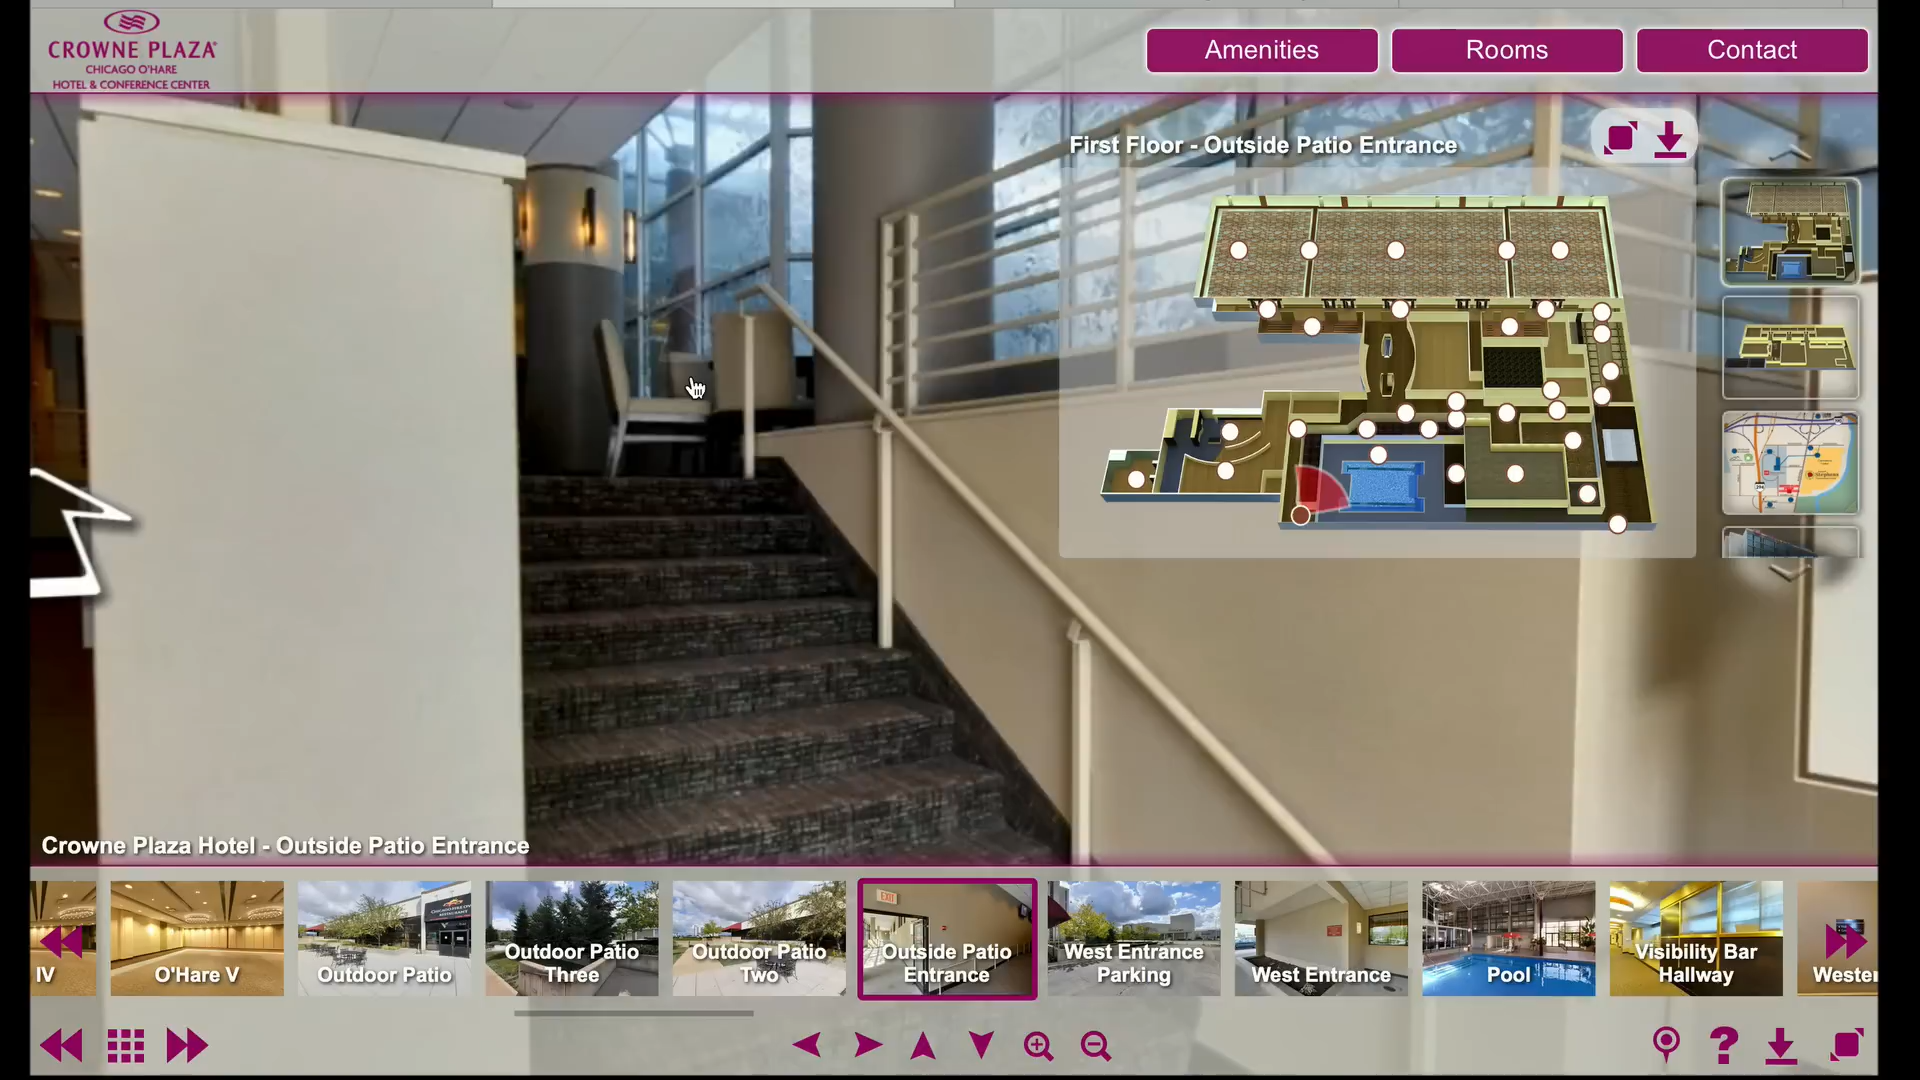 CROWNE PLAZA
CHICAGO O'HARE
HOTEL & CONFERENCE CENTER
Amenities
Rooms
Contact
First Floor - Outside Patio Entrance
Crowne Plaza Hotel - Outside Patio Entrance
IV
O'Hare V
Outdoor Patio
Outdoor Patio
Three
Outdoor Patio
Two
EXIT
Outside Patio
Entrance
West Entrance
Parking
West Entrance
Pool
Visibility Bar
Hallway
Wester
?